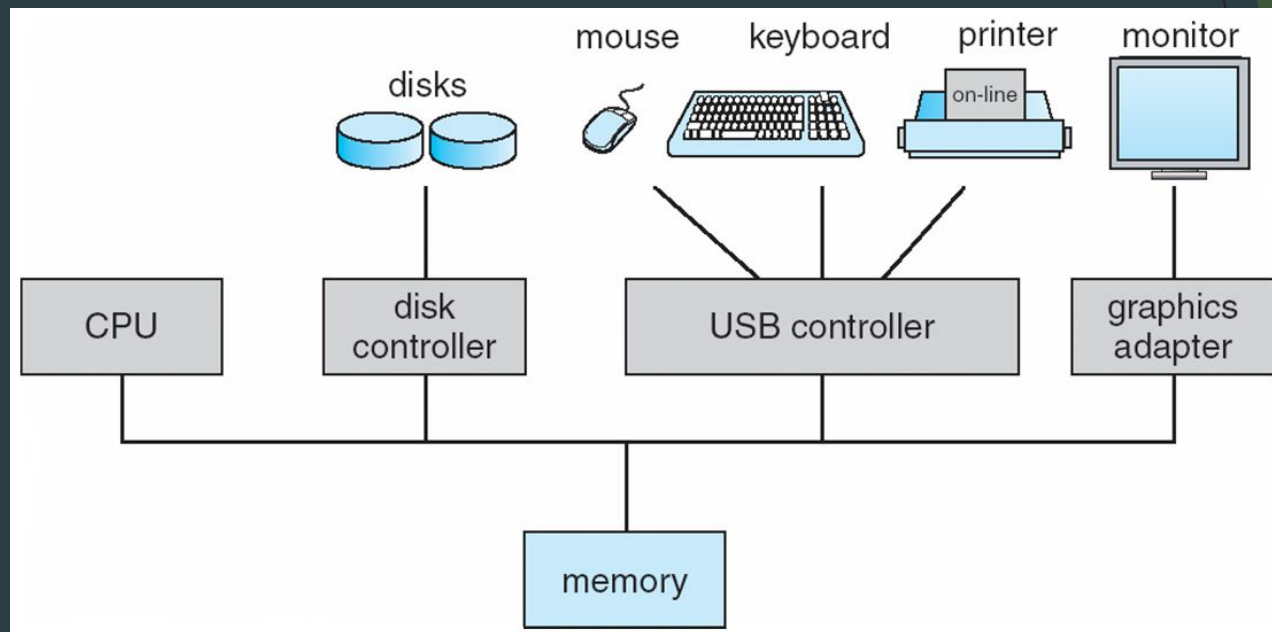 mouse
keyboard
printer
monitor
disks
on-line
CPU
disk
controller
USB controller
graphics
adapter
memory